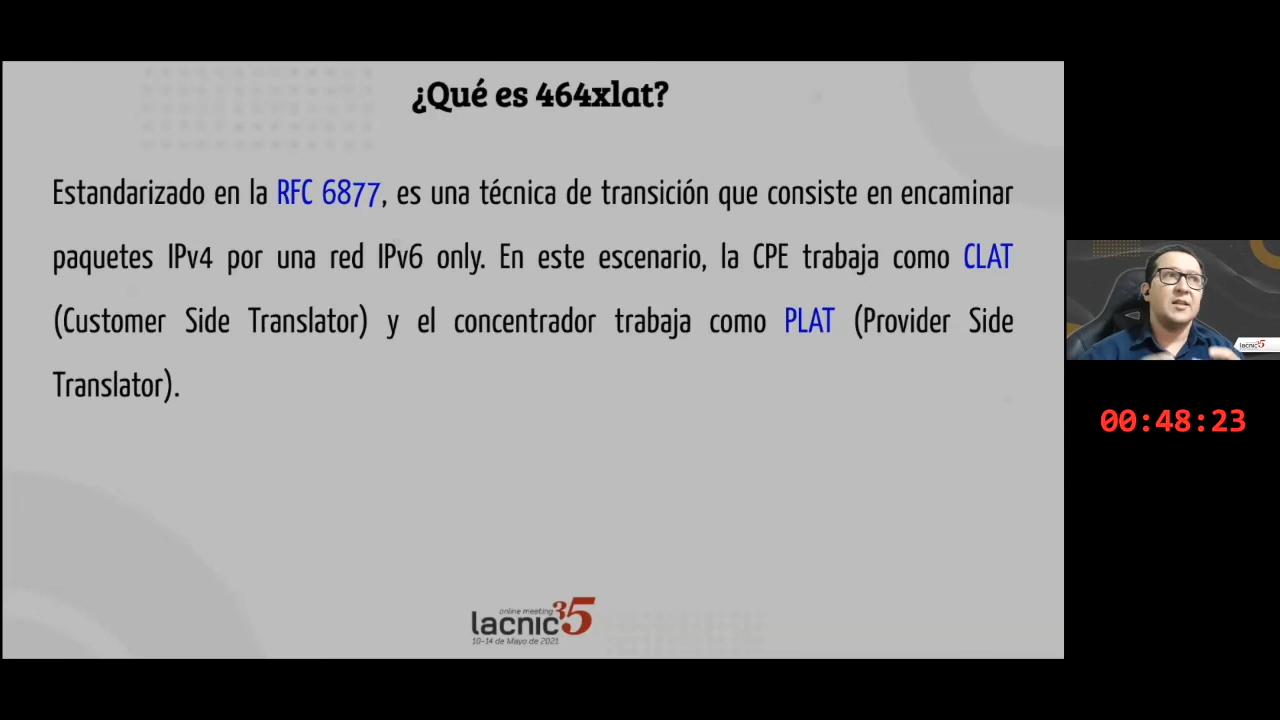 ¿Qué es 464xlat?
Estandarizado en la RFC 6877, es una técnica de transición que consiste en encaminar
paquetes IPv4 por una red IPv6 only. En este escenario, la CPE trabaja como CLAT
(Customer Side Translator) y el concentrador trabaja como PLAT (Provider Side
Translator).
lacnic35
00:48:23
online meeting
lacnic35
10-14 de Mayo de 2021